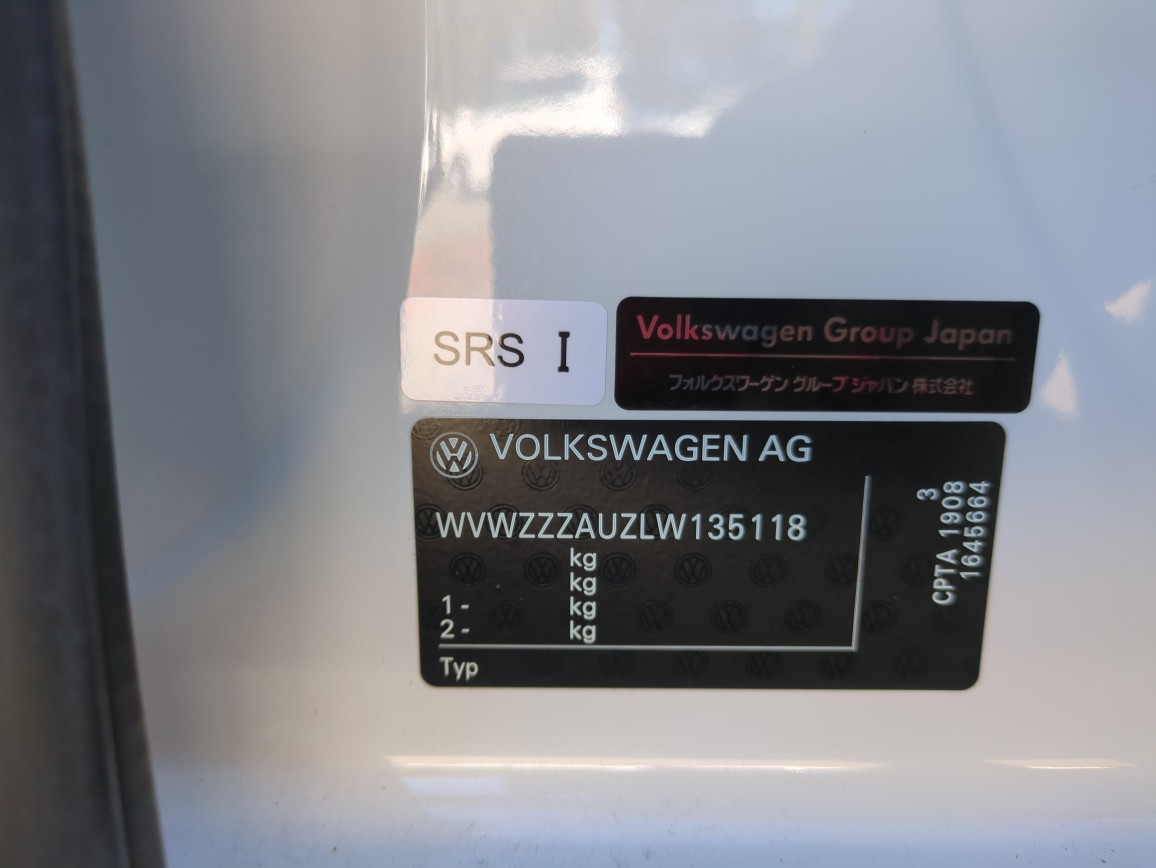 SRS I
Volkswagen Group Japan
フォルクスワーゲン グループ ジャパン 株式会社
VOLKSWAGEN AG
WVWZZZAUZLW135118
kg
kg
1 - kg
2 - kg
Typ
3
CPTA 1908
1645664